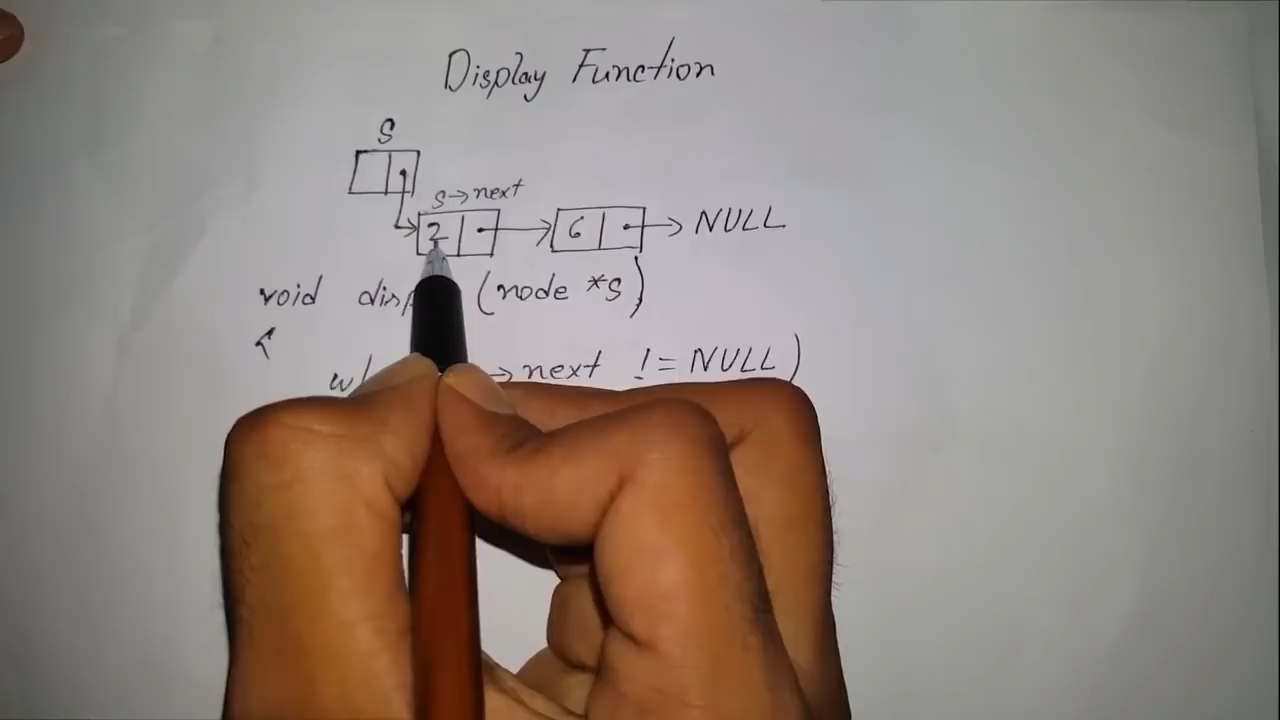 Display Function
S
S→next
2 6 → NULL
void (node *S)
{
next != NULL)